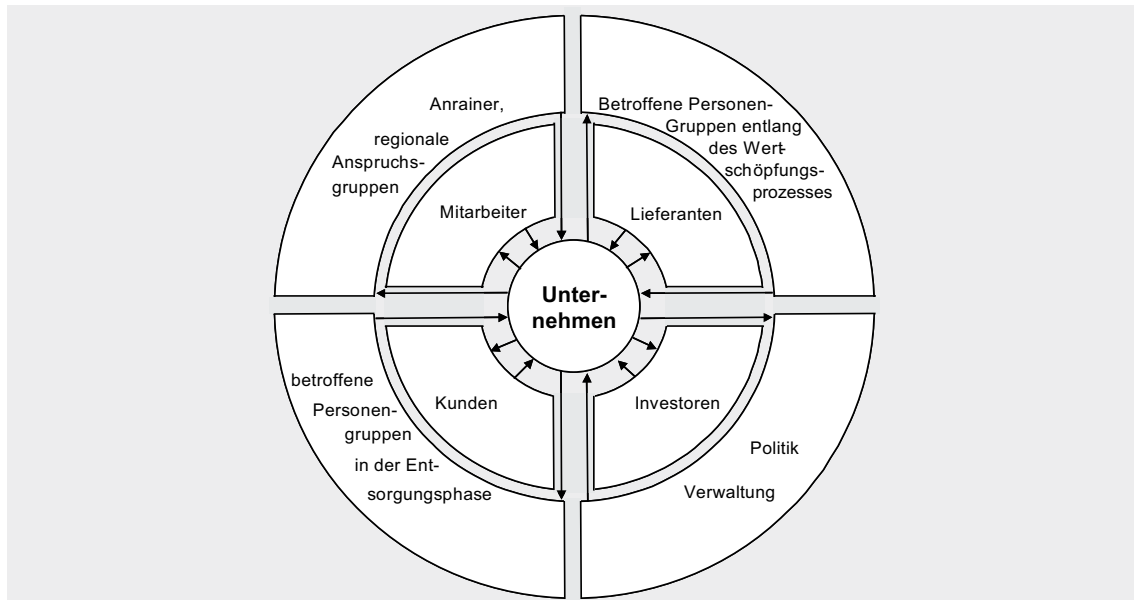 Anrainer,
regionale
Anspruchs-
gruppen
Mitarbeiter
Betroffene Personen-
Gruppen entlang
des Wert-
schöpfungs-
prozesses
Lieferanten
Unter-
nehmen
betroffene
Personen-
gruppen
in der Ent-
sorgungsphase
Kunden
Investoren
Politik
Verwaltung